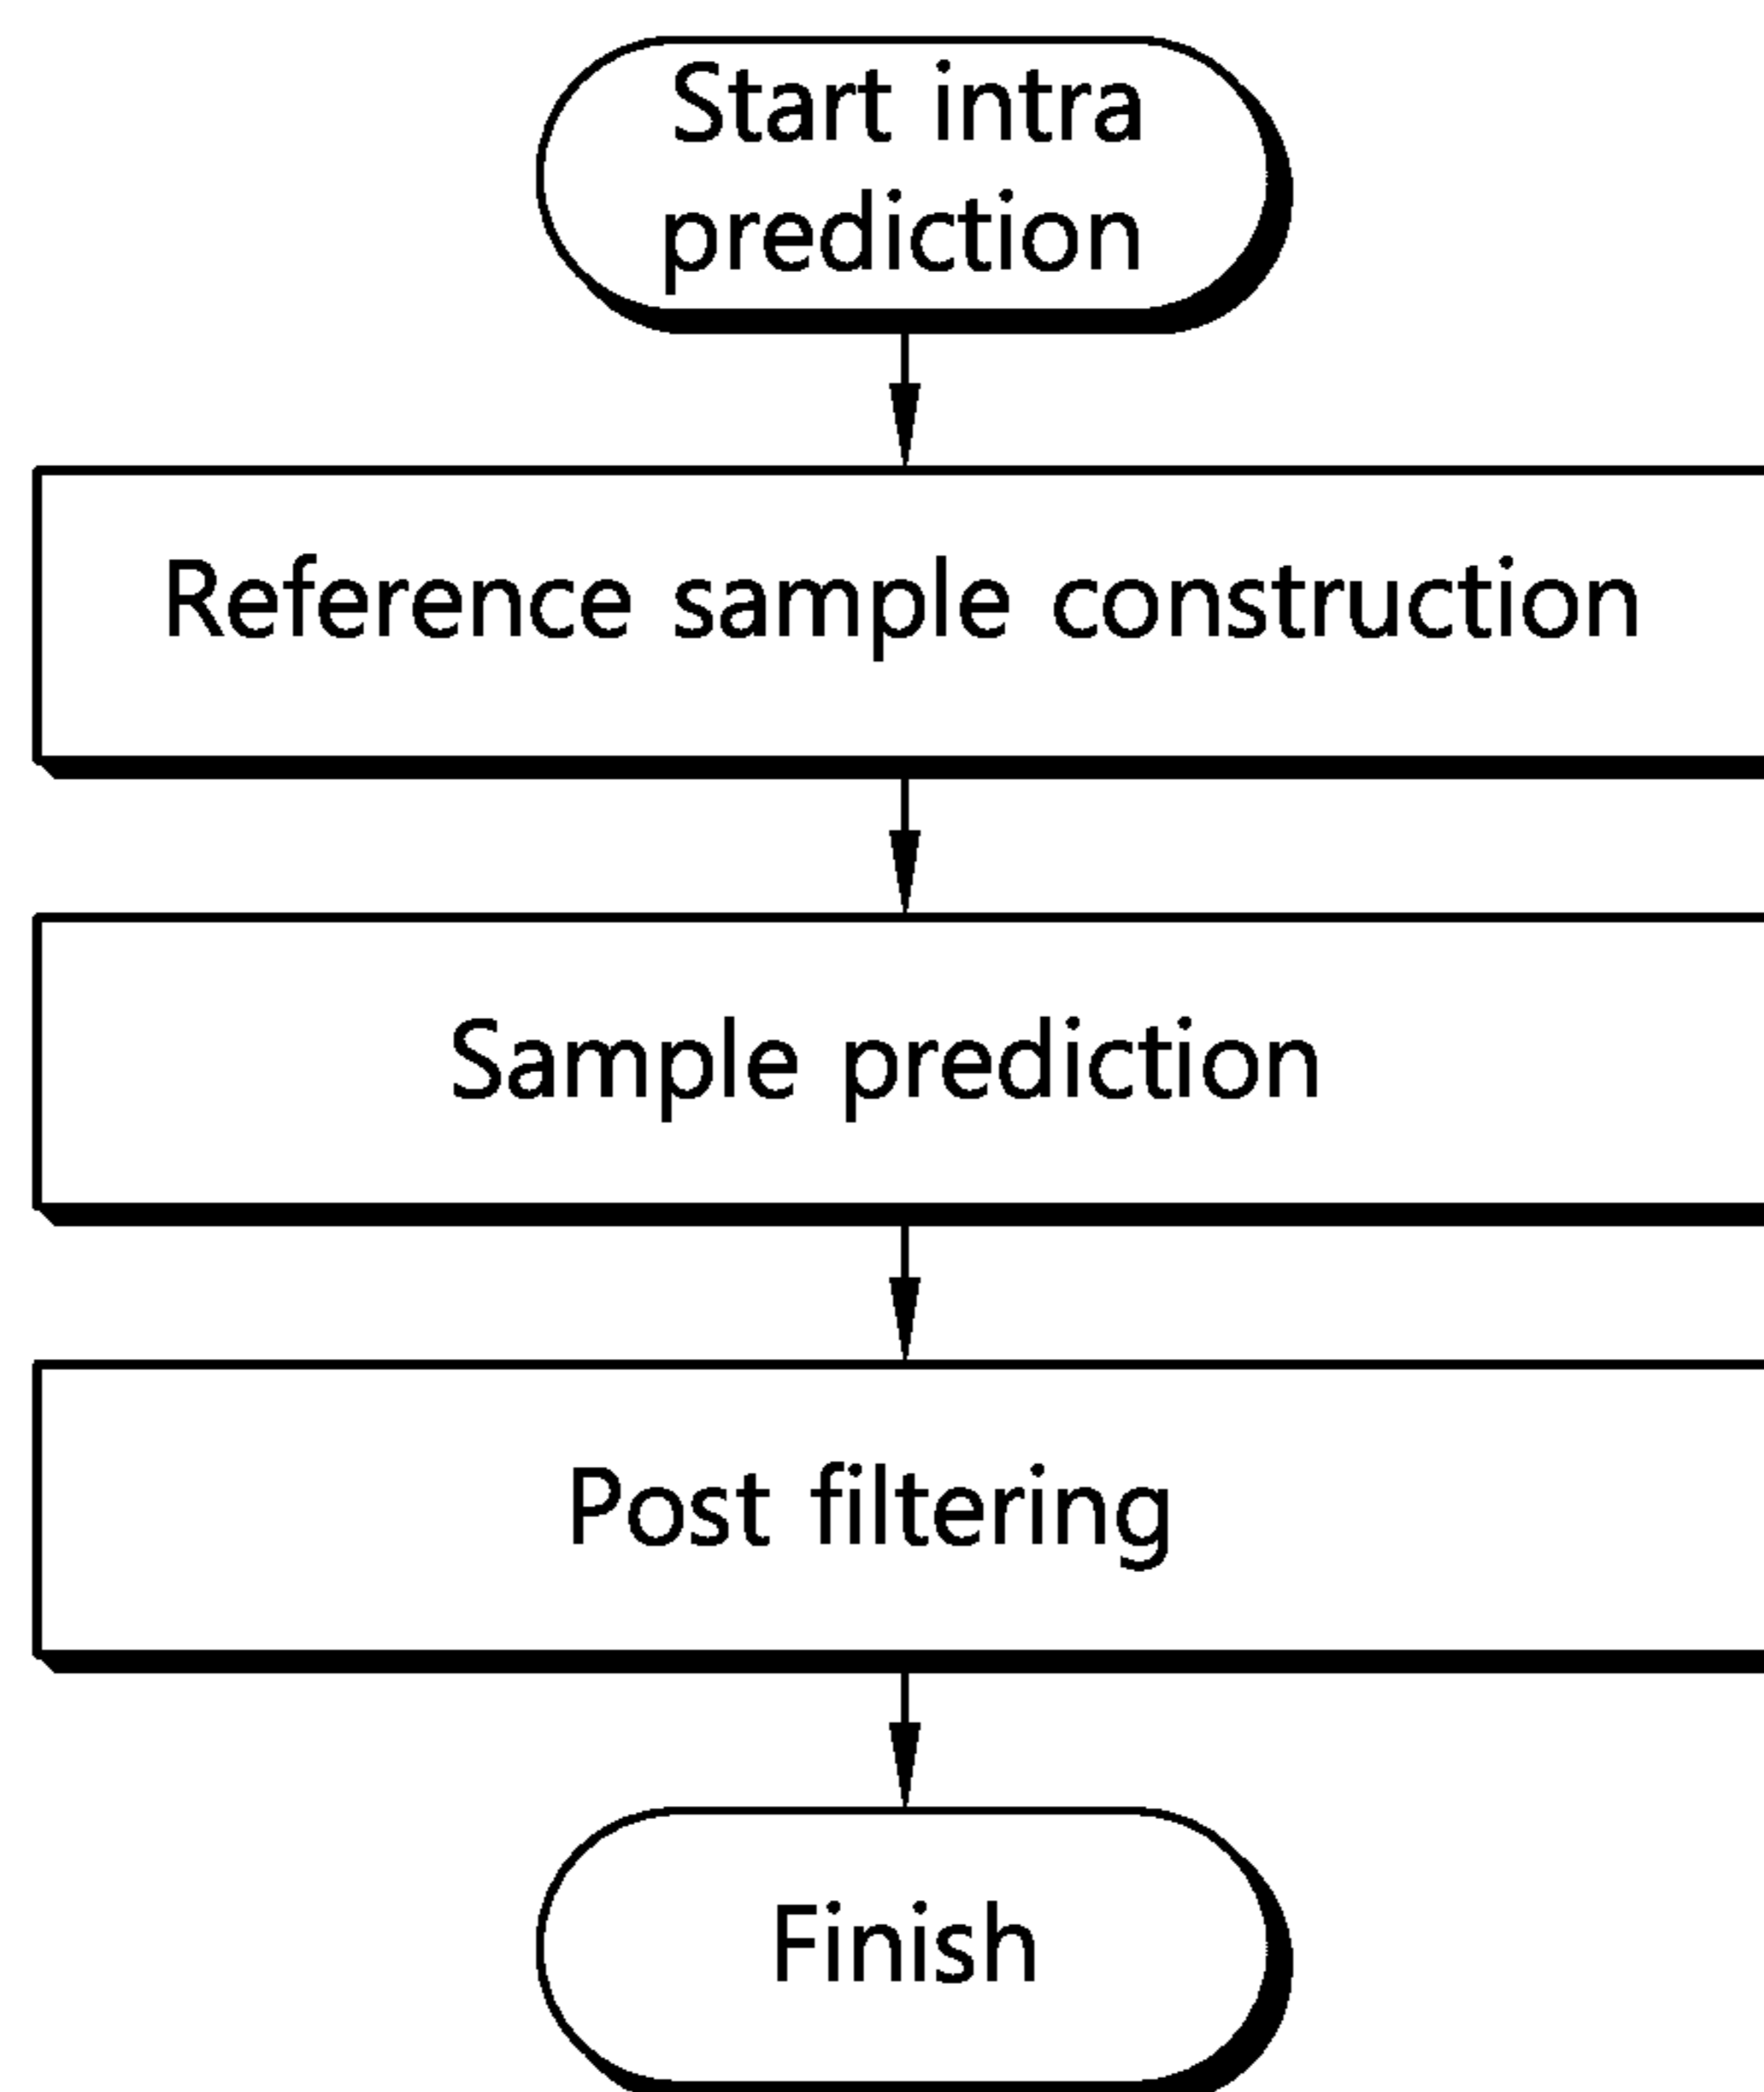 Start intra
prediction
Reference sample construction
Sample prediction
Post filtering
Finish